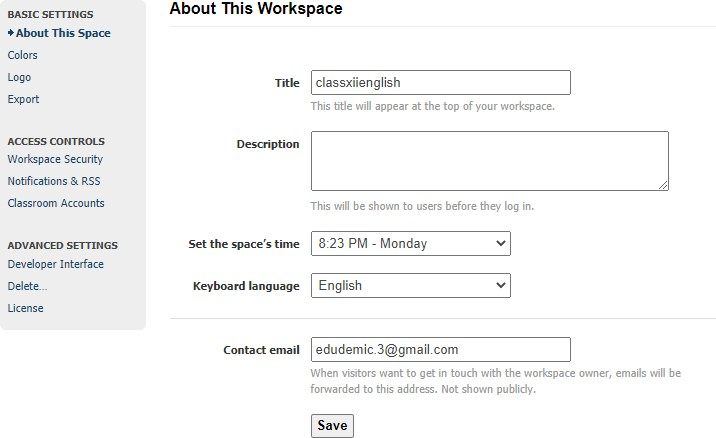 BASIC SETTINGS
About This Space
Colors
Logo
Export
ACCESS CONTROLS
Workspace Security
Notifications & RSS
Classroom Accounts
ADVANCED SETTINGS
Developer Interface
Delete...
License
About This Workspace
Title classxiienglish
This title will appear at the top of your workspace.
Description
This will be shown to users before they log in.
Set the space's time 8:23 PM - Monday
Keyboard language English
Contact email edudemic.3@gmail.com
When visitors want to get in touch with the workspace owner, emails will be
forwarded to this address. Not shown publicly.
Save